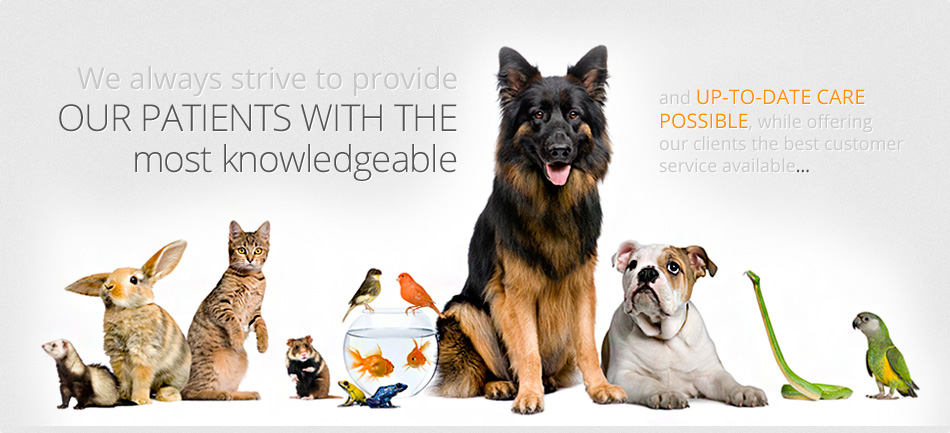 We always strive to provide
OUR PATIENTS WITH THE
most knowledgeable
and UP-TO-DATE CARE
POSSIBLE, while offering
our clients the best customer
service available...